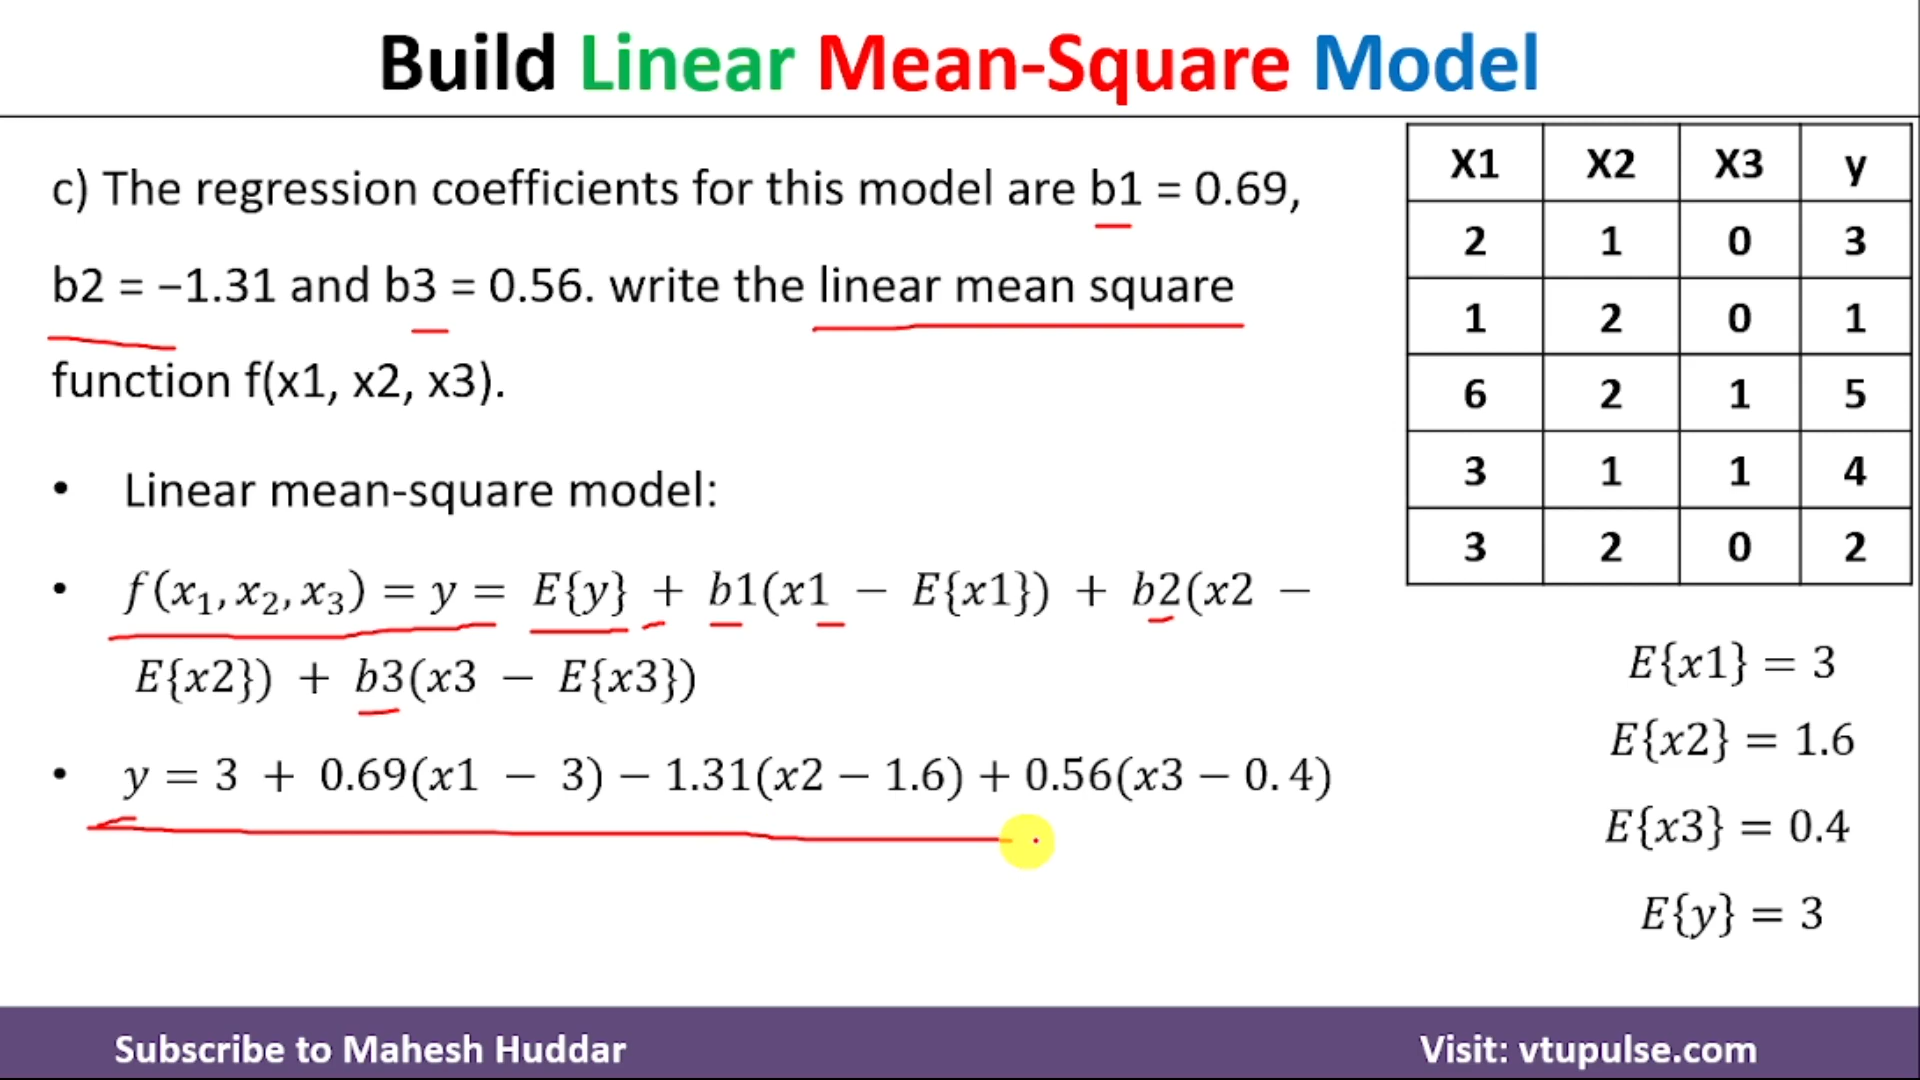 Build Linear Mean-Square Model
c) The regression coefficients for this model are b1 = 0.69,
b2 = −1.31 and b3 = 0.56. write the linear mean square
function f(x1, x2, x3).
• Linear mean-square model:
• f(x₁, x₂, x₃) = y = E{y} + b1(x1 − E{x1}) + b2(x2 −
E{x2}) + b3(x3 − E{x3})
• y = 3 + 0.69(x1 − 3) − 1.31(x2 − 1.6) + 0.56(x3 − 0.4)
X1 X2 X3 y
2 1 0 3
1 2 0 1
6 2 1 5
3 1 1 4
3 2 0 2
E{x1} = 3
E{x2} = 1.6
E{x3} = 0.4
E{y} = 3
Subscribe to Mahesh Huddar
Visit: vtupulse.com